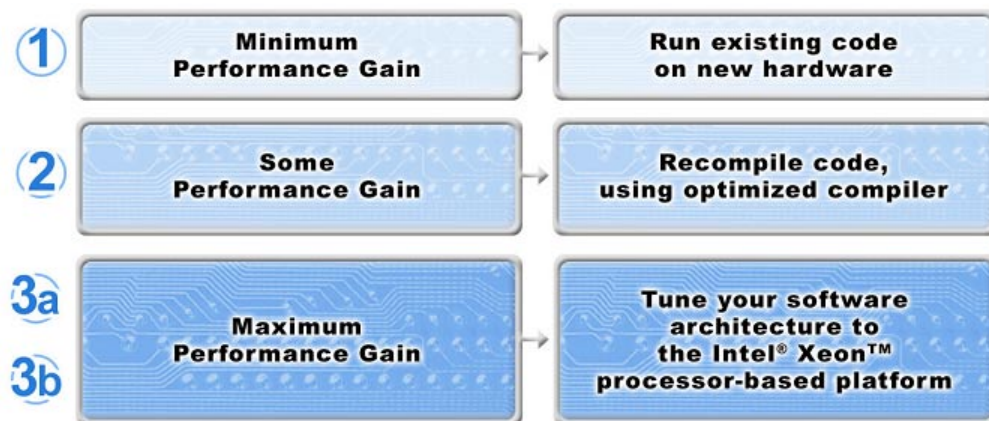 1
Minimum
Performance Gain
Run existing code
on new hardware
2
Some
Performance Gain
Recompile code,
using optimized compiler
3a
3b
Maximum
Performance Gain
Tune your software
architecture to
the Intel® Xeon™
processor-based platform